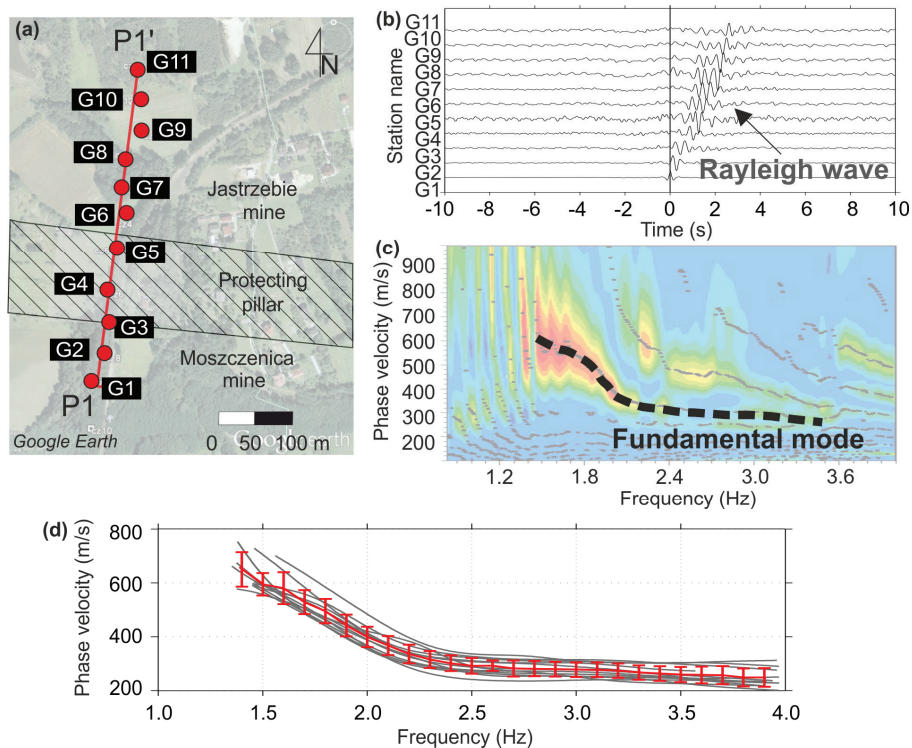 (a)
P1'
N
G11
G10
G9
G8
G7
G6
G5
G4
G3
G2
G1
P1
Jastrzebie
mine
Protecting
pillar
Moszczenica
mine
0 50 100 m
Google Earth
(b)
Station name
G11
G10
G9
G8
G7
G6
G5
G4
G3
G2
G1
Rayleigh wave
-10 -8 -6 -4 -2 0 2 4 6 8 10
Time (s)
(c)
Phase velocity (m/s)
900
800
700
600
500
400
300
200
Fundamental mode
1.2 1.8 2.4 3.0 3.6
Frequency (Hz)
(d)
Phase velocity (m/s)
800
600
400
200
1.0 1.5 2.0 2.5 3.0 3.5 4.0
Frequency (Hz)